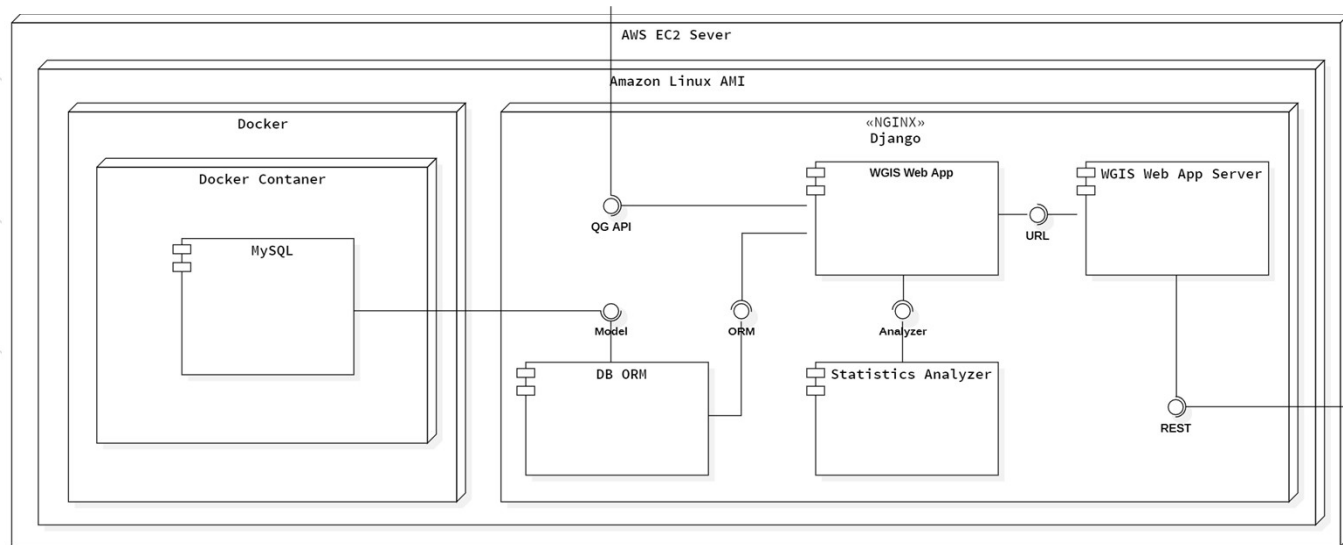 AWS EC2 Sever
Amazon Linux AMI
Docker
Docker Contaner
MySQL
«NGINX»
Django
WGIS Web App
WGIS Web App Server
QG API
URL
Model
ORM
Analyzer
DB ORM
Statistics Analyzer
REST